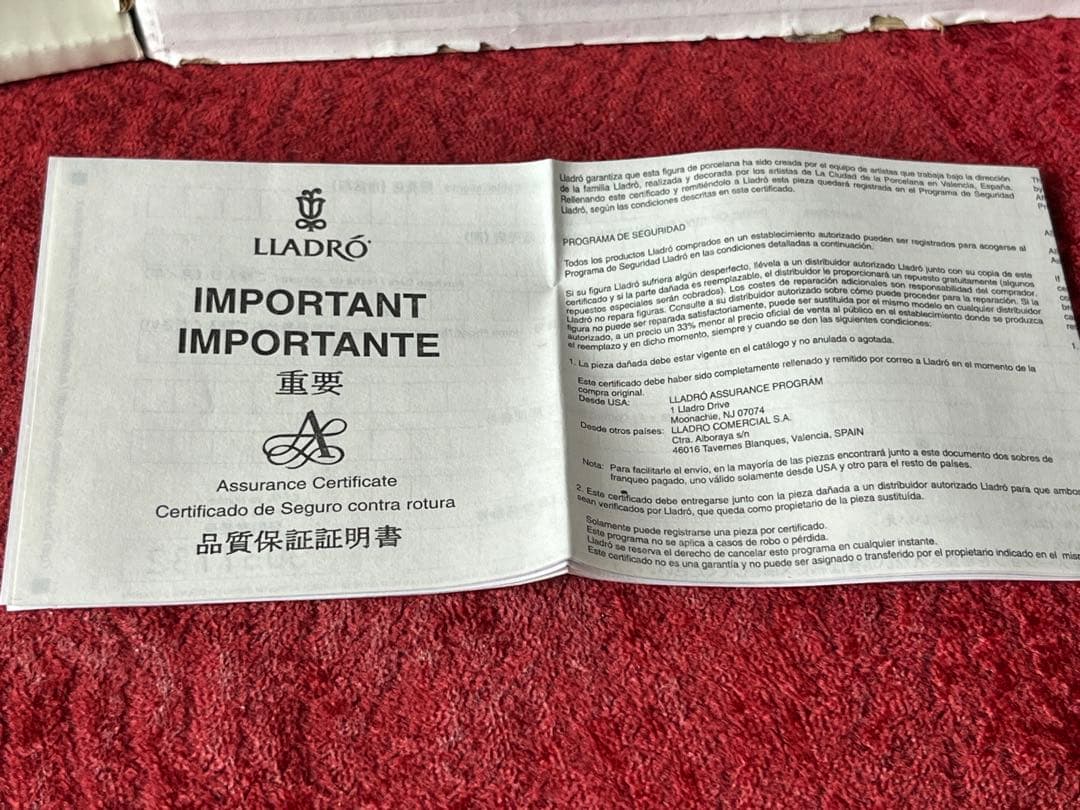 LLADRÓ
IMPORTANT
IMPORTANTE
重要
A
Assurance Certificate
Certificado de Seguro contra rotura
品質保証証明書
Lladró garantiza que esta figura de porcelana ha sido creada por el equipo de artistas que trabaja bajo la dirección
de la familia Lladró, realizada y decorada por los artistas de La Ciudad de la Porcelana en Valencia, España.
Rellenando este certificado y remitiéndolo a Lladró esta pieza quedará registrada en el Programa de Seguridad
Lladró, según las condiciones descritas en este certificado.
PROGRAMA DE SEGURIDAD
Todos los productos Lladró comprados en un establecimiento autorizado pueden ser registrados para acogerse al
Programa de Seguridad Lladró en las condiciones detalladas a continuación.
Si su figura Lladró sufriera algún desperfecto, llévela a un distribuidor autorizado Lladró junto con su copia de este
certificado y si la parte dañada es reemplazable, el distribuidor le proporcionará un repuesto gratuitamente (algunos
repuestos especiales serán cobrados). Los costes de reparación adicionales son responsabilidad del comprador.
Lladró no repara figuras. Consulte a su distribuidor autorizado sobre cómo puede proceder para la reparación. Si la
figura no puede ser reparada satisfactoriamente, puede ser sustituida por el mismo modelo en cualquier distribuidor
autorizado, a un precio un 33% menor al precio oficial de venta al público en el establecimiento donde se produzca
el reemplazo y en dicho momento, siempre y cuando se den las siguientes condiciones:
1. La pieza dañada debe estar vigente en el catálogo y no anulada o agotada.
Este certificado debe haber sido completamente rellenado y remitido por correo a Lladró en el momento de la
compra original.
Desde USA: LLADRÓ ASSURANCE PROGRAM
1 Lladro Drive
Moonachie, NJ 07074
Desde otros países: LLADRO COMERCIAL S.A.
Ctra. Alboraya s/n
46016 Tavernes Blanques, Valencia, SPAIN
Nota: Para facilitarle el envío, en la mayoría de las piezas encontrará junto a este documento dos sobres de
franqueo pagado, uno válido solamente desde USA y otro para el resto de países.
2. Este certificado debe entregarse junto con la pieza dañada a un distribuidor autorizado Lladró para que ambos
sean verificados por Lladró, que queda como propietario de la pieza sustituída.
Solamente puede registrarse una pieza por certificado.
Este programa no se aplica a casos de robo o pérdida.
Lladró se reserva el derecho de cancelar este programa en cualquier instante.
Este certificado no es una garantía y no puede ser asignado o transferido por el propietario indicado en el